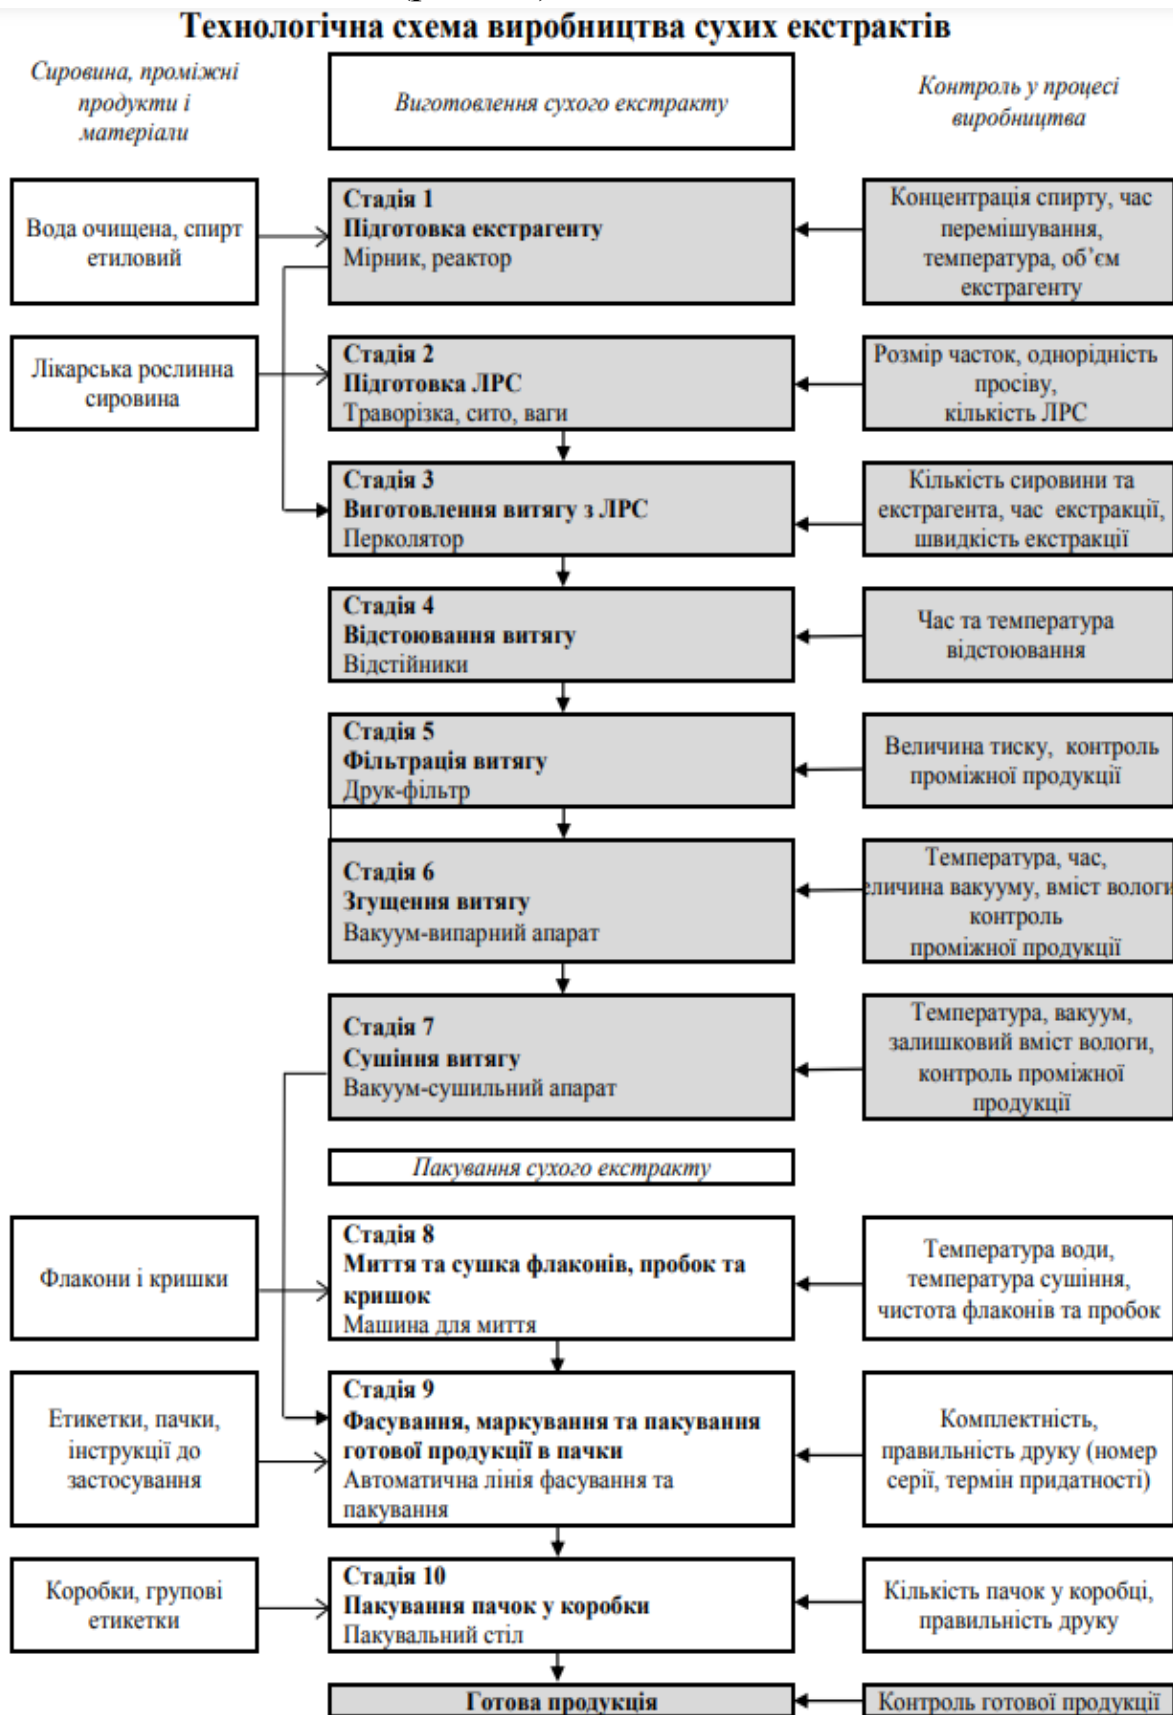 Технологічна схема виробництва сухих екстрактів
Сировина, проміжні
продукти і
матеріали
Виготовлення сухого екстракту
Контроль у процесі
виробництва
Вода очищена, спирт
етиловий
Стадія 1
Підготовка екстрагенту
Мірник, реактор
Концентрація спирту, час
перемішування,
температура, об’єм
екстрагенту
Лікарська рослинна
сировина
Стадія 2
Підготовка ЛРС
Траворізка, сито, ваги
Розмір часток, однорідність
просіву,
кількість ЛРС
Стадія 3
Виготовлення витягу з ЛРС
Перколятор
Кількість сировини та
екстрагента, час екстракції,
швидкість екстракції
Стадія 4
Відстоювання витягу
Відстійники
Час та температура
відстоювання
Стадія 5
Фільтрація витягу
Друк-фільтр
Величина тиску, контроль
проміжної продукції
Стадія 6
Згущення витягу
Вакуум-випарний апарат
Температура, час,
еличина вакууму, вміст вологи
контроль
проміжної продукції
Стадія 7
Сушіння витягу
Вакуум-сушильний апарат
Температура, вакуум,
залишковий вміст вологи,
контроль проміжної
продукції
Пакування сухого екстракту
Флакони і кришки
Стадія 8
Миття та сушка флаконів, пробок та
кришок
Машина для миття
Температура води,
температура сушіння,
чистота флаконів та пробок
Етикетки, пачки,
інструкції до
застосування
Стадія 9
Фасування, маркування та пакування
готової продукції в пачки
Автоматична лінія фасування та
пакування
Комплектність,
правильність друку (номер
серії, термін придатності)
Коробки, групові
етикетки
Стадія 10
Пакування пачок у коробки
Пакувальний стіл
Кількість пачок у коробці,
правильність друку
Готова продукція
Контроль готової продукції